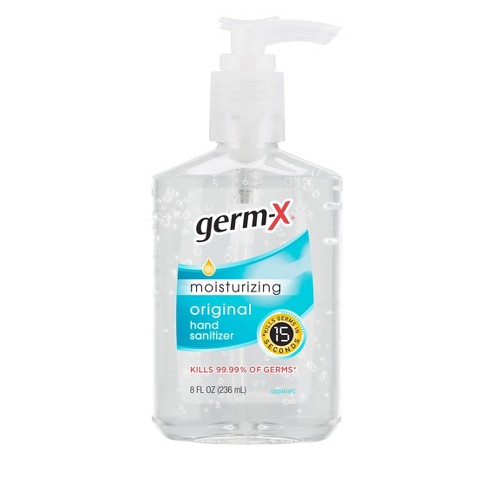 germ-X
moisturizing
original
hand
sanitizer
*KILLS GERMS IN
15
SECONDS
KILLS 99.99% OF GERMS*
8 FL OZ (236 mL)